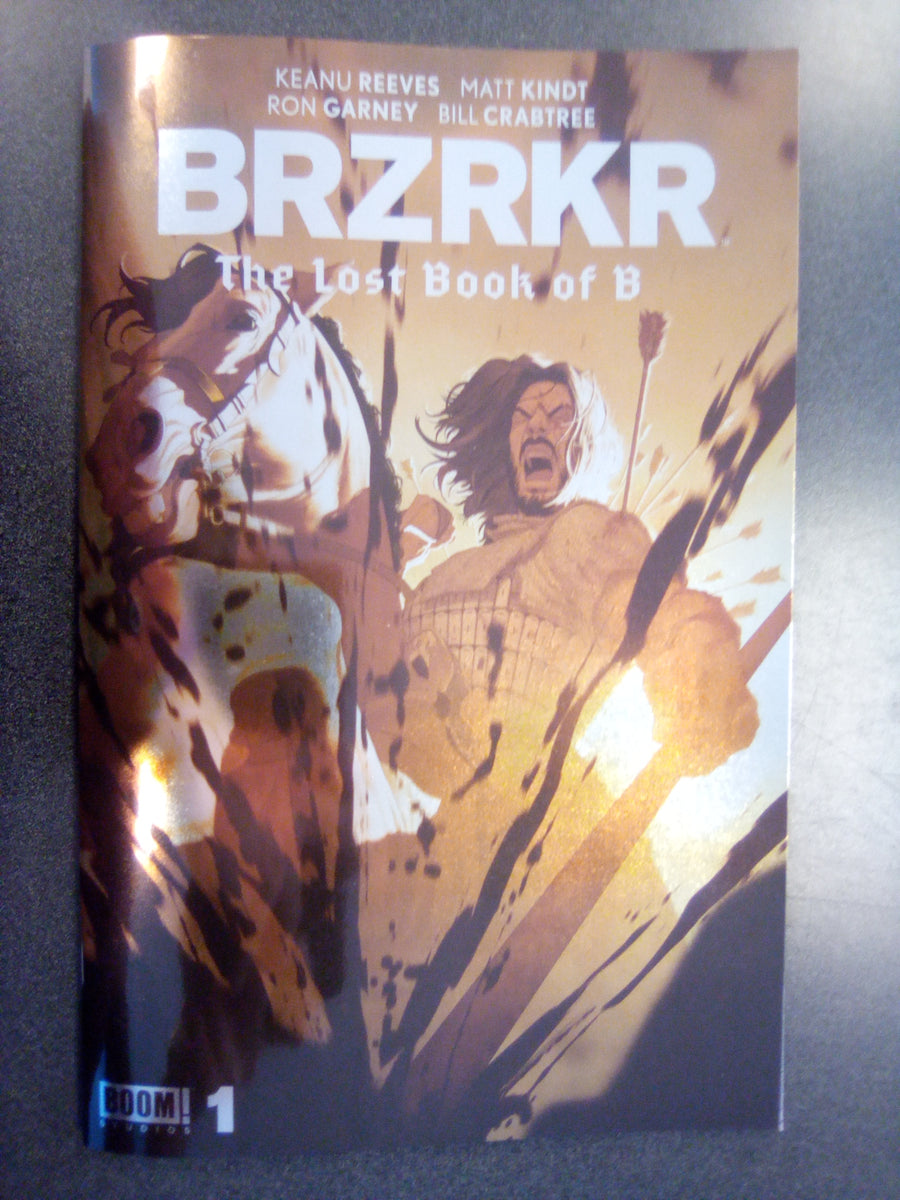 KEANU REEVES MATT KINDT
RON GARNEY BILL CRABTREE
BRZRKR
The Lost Book of B
BOOM!
STUDIOS
1